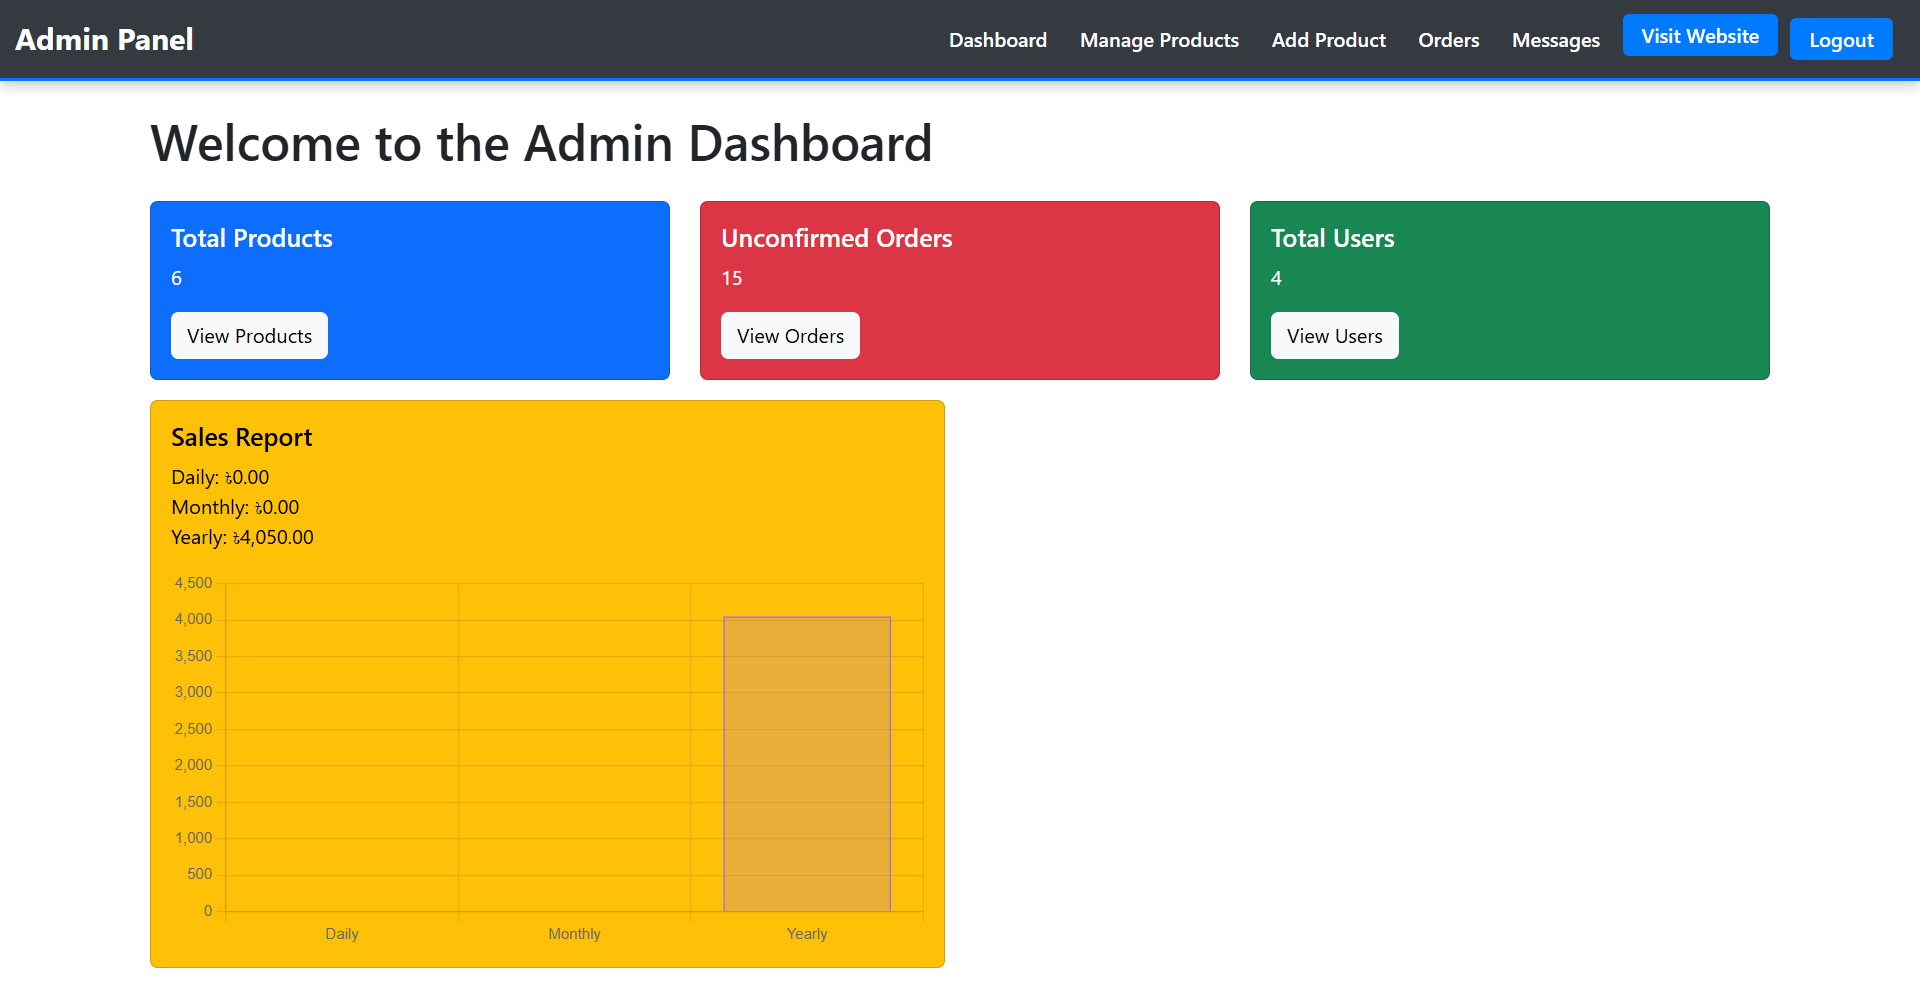 Admin Panel
Dashboard Manage Products Add Product Orders Messages Visit Website Logout
Welcome to the Admin Dashboard
Total Products
6
View Products
Unconfirmed Orders
15
View Orders
Total Users
4
View Users
Sales Report
Daily: ৳0.00
Monthly: ৳0.00
Yearly: ৳4,050.00
4,500
4,000
3,500
3,000
2,500
2,000
1,500
1,000
500
0
Daily Monthly Yearly